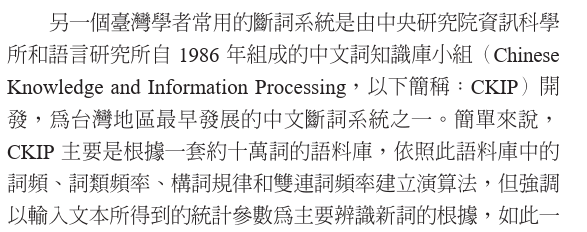 另一個臺灣學者常用的斷詞系統是由中央研究院資訊科學
所和語言研究所自 1986 年組成的中文詞知識庫小組（Chinese
Knowledge and Information Processing，以下簡稱：CKIP）開
發，為台灣地區最早發展的中文斷詞系統之一。簡單來說，
CKIP 主要是根據一套約十萬詞的語料庫，依照此語料庫中的
詞頻、詞類頻率、構詞規律和雙連詞頻率建立演算法，但強調
以輸入文本所得到的統計參數為主要辨識新詞的根據，如此一